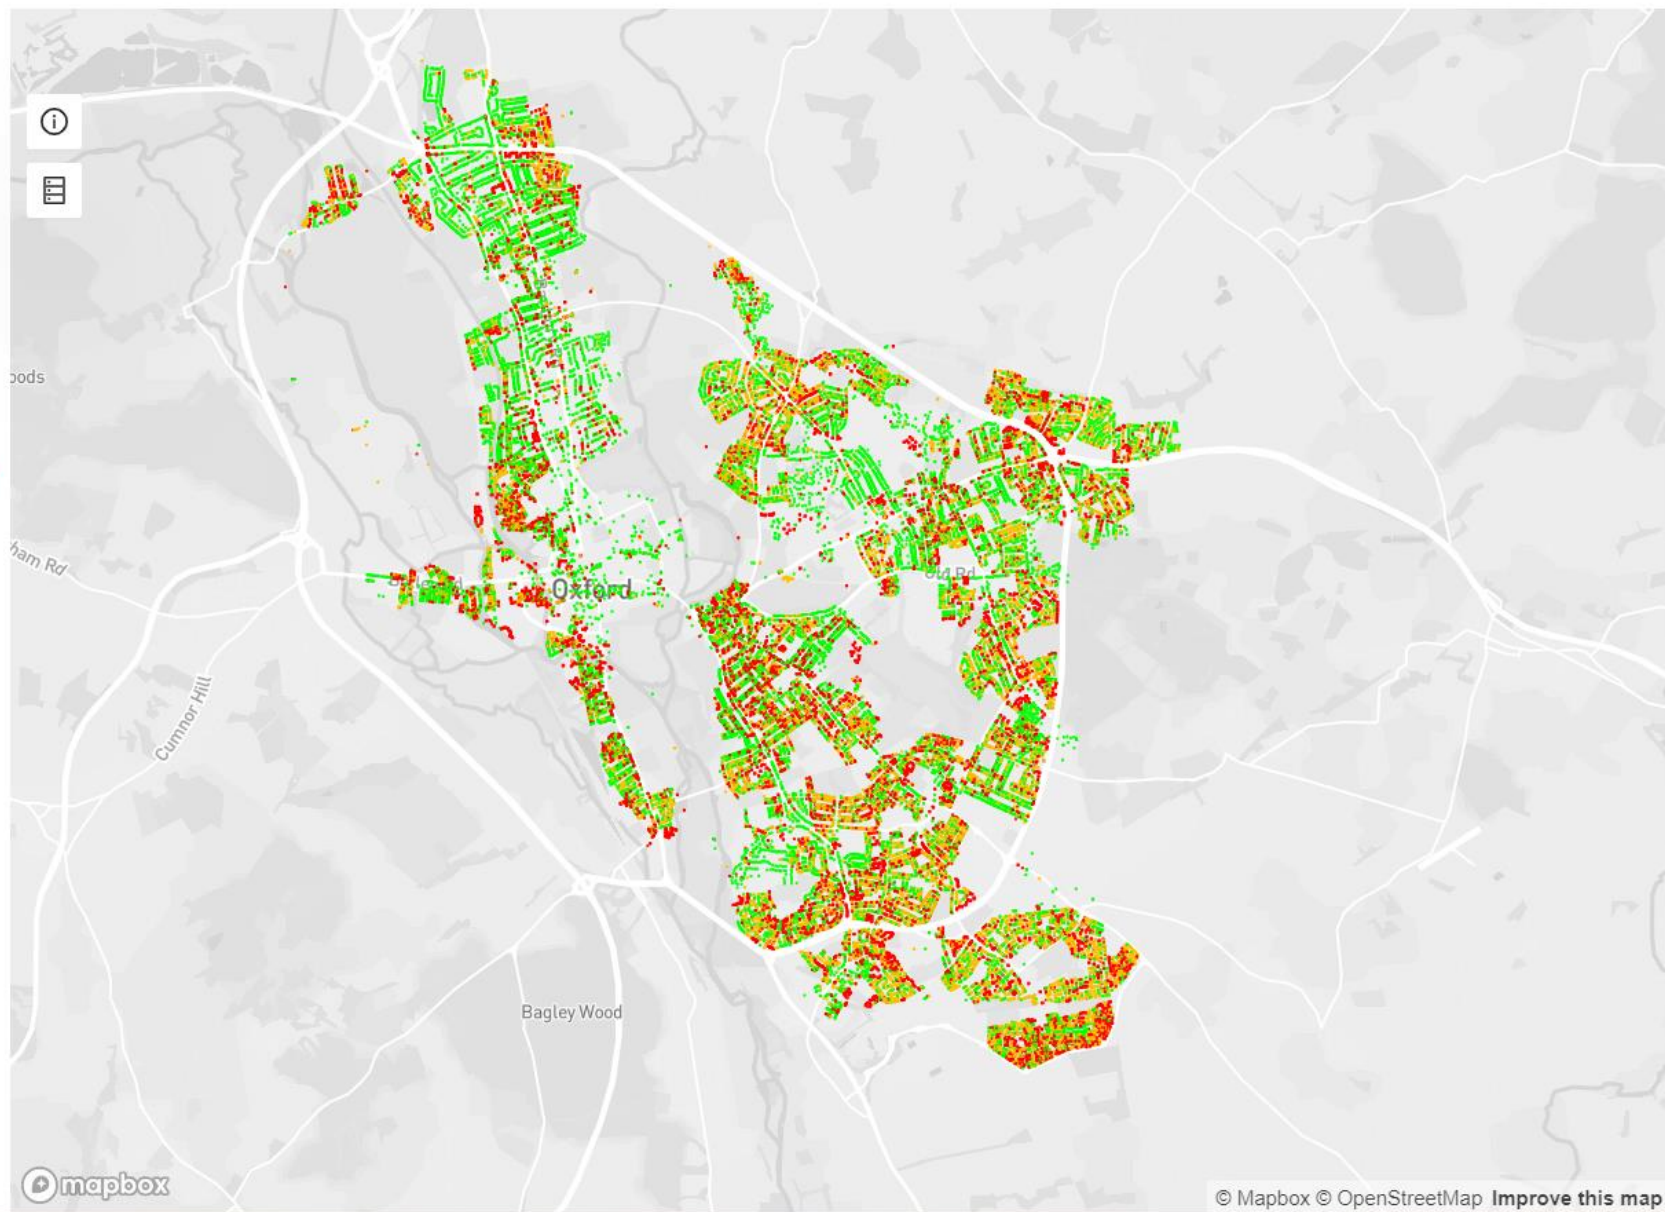 oods
ham Rd
Oxford
Old Rd
Cumnor Hill
Bagley Wood
mapbox
© Mapbox © OpenStreetMap Improve this map